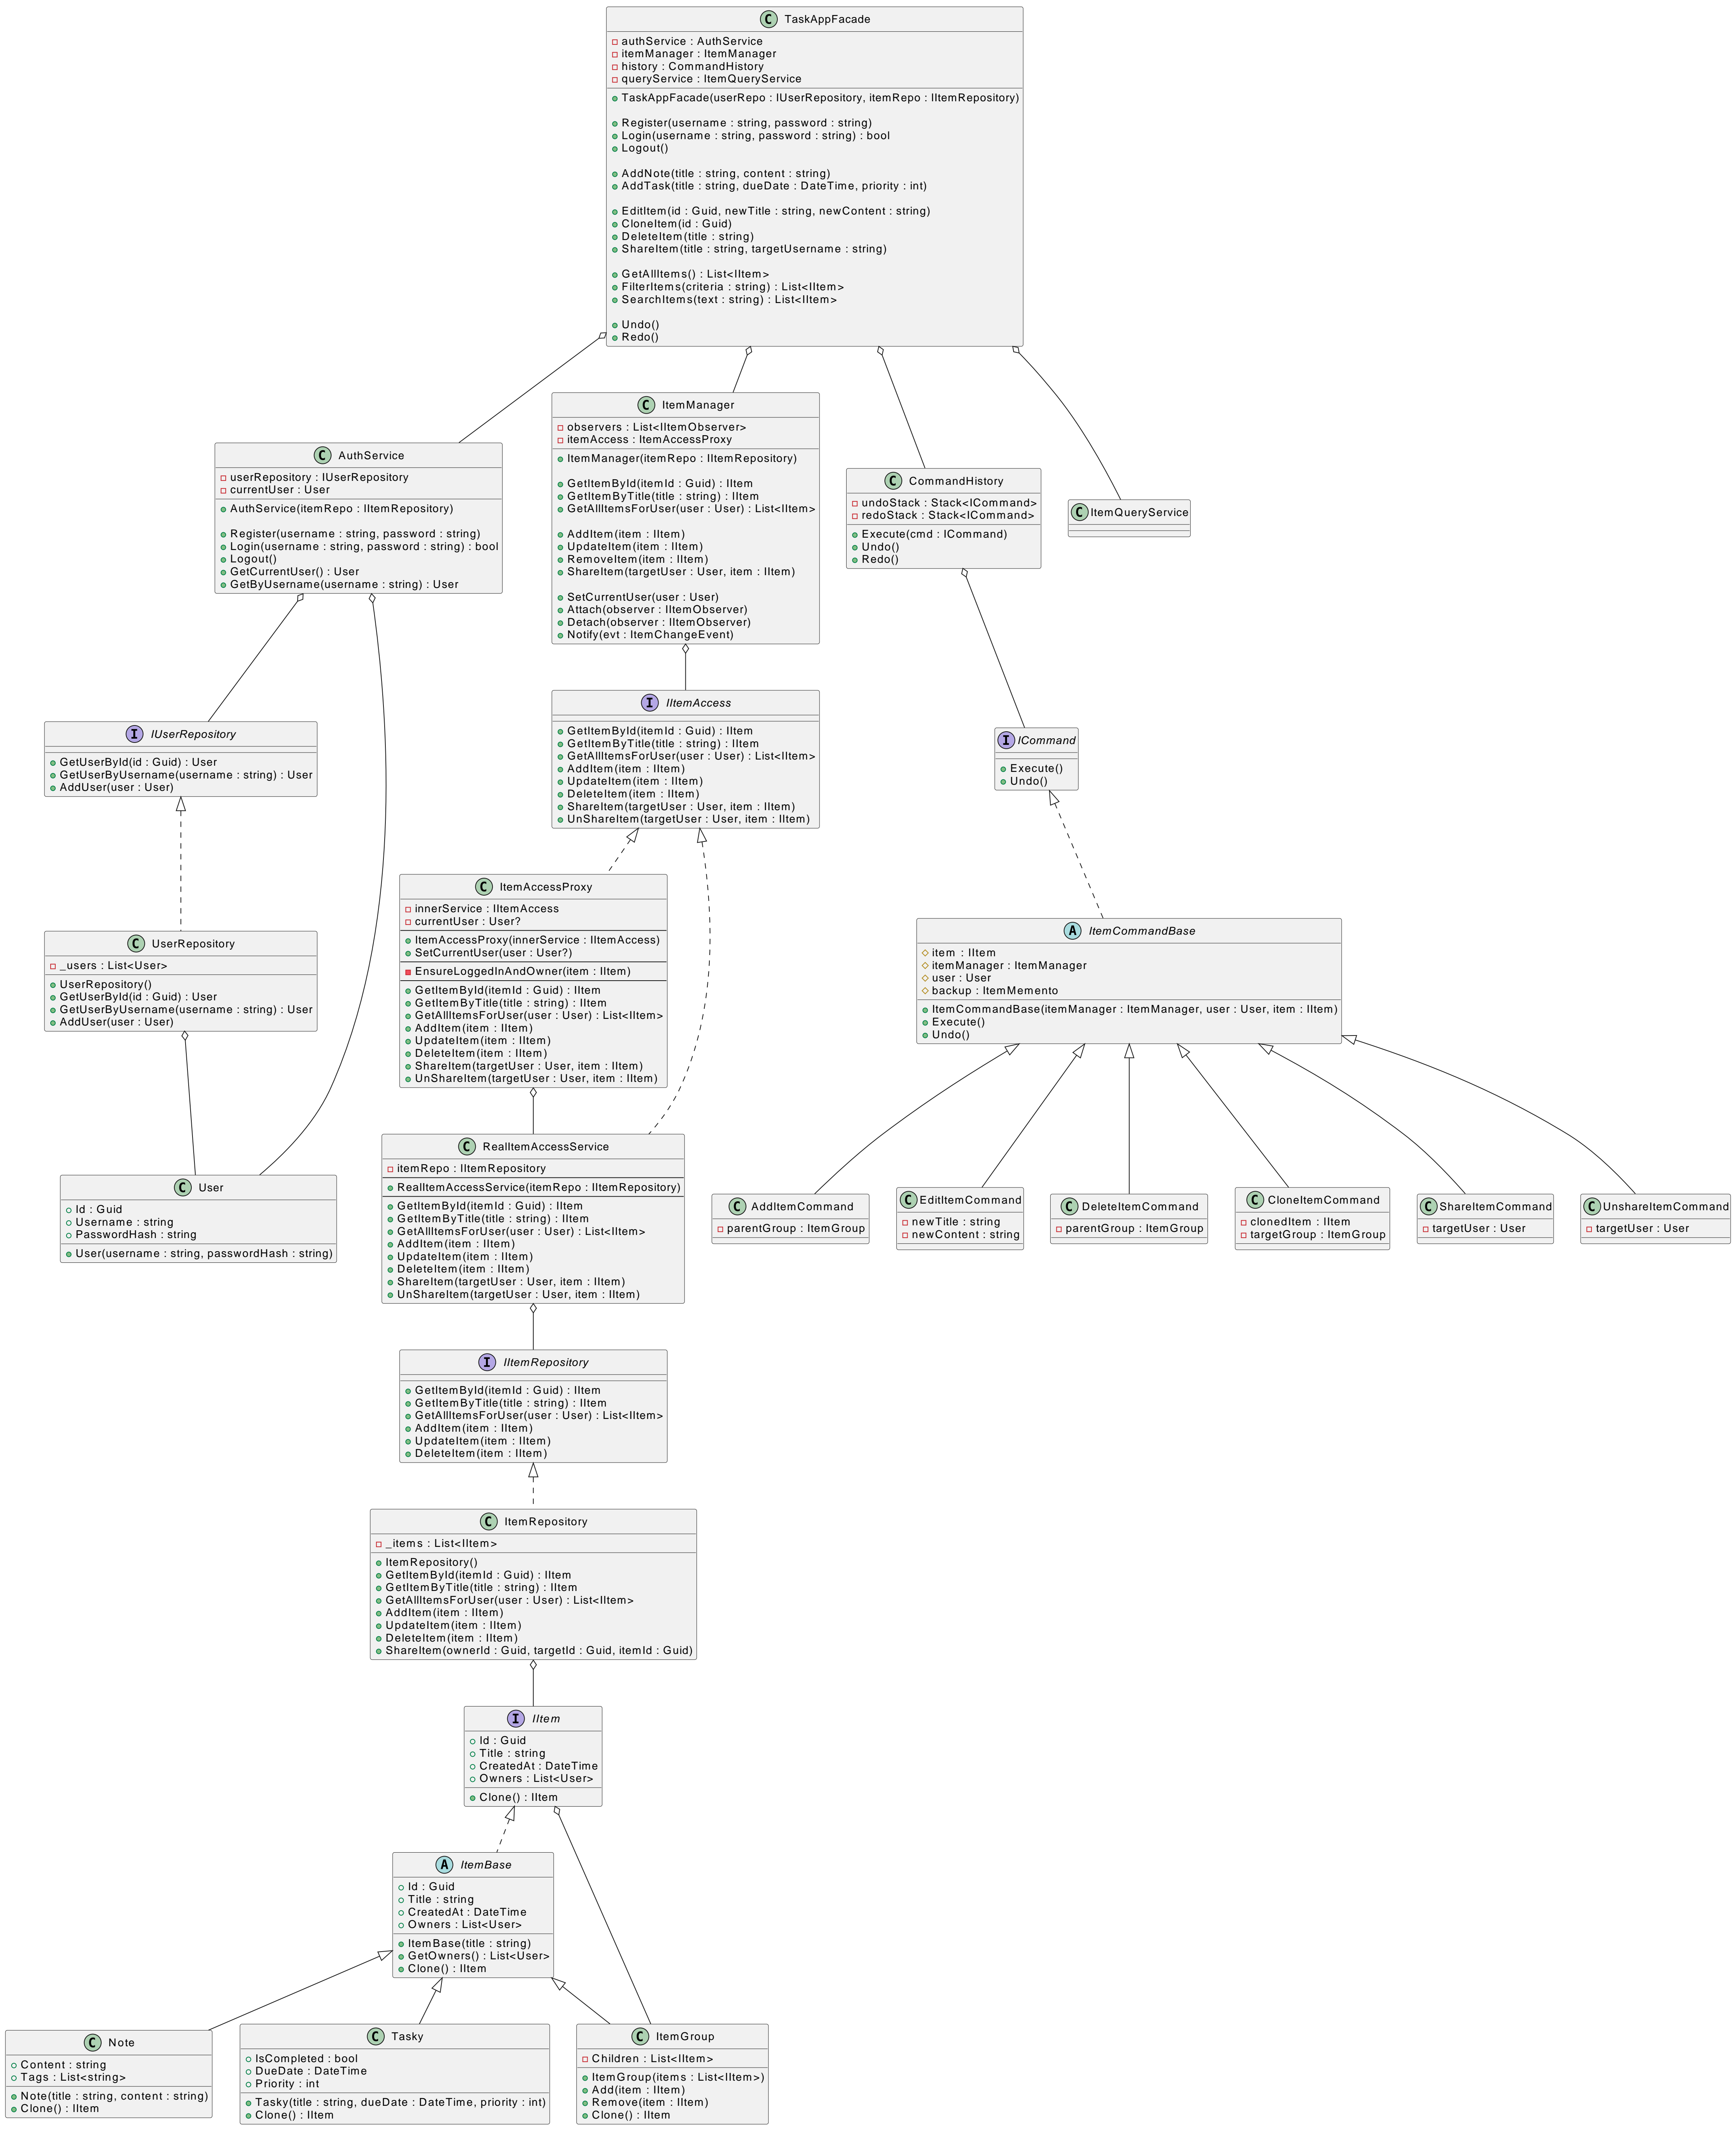 C TaskAppFacade
authService : AuthService
itemManager : ItemManager
history : CommandHistory
queryService : ItemQueryService
TaskAppFacade(userRepo : IUserRepository, itemRepo : IItemRepository)
Register(username : string, password : string)
Login(username : string, password : string) : bool
Logout()
AddNote(title : string, content : string)
AddTask(title : string, dueDate : DateTime, priority : int)
EditItem(id : Guid, newTitle : string, newContent : string)
CloneItem(id : Guid)
DeleteItem(title : string)
ShareItem(title : string, targetUsername : string)
GetAllItems() : List<IItem>
FilterItems(criteria : string) : List<IItem>
SearchItems(text : string) : List<IItem>
Undo()
Redo()
C AuthService
userRepository : IUserRepository
currentUser : User
AuthService(itemRepo : IItemRepository)
Register(username : string, password : string)
Login(username : string, password : string) : bool
Logout()
GetCurrentUser() : User
GetByUsername(username : string) : User
C ItemManager
observers : List<IItemObserver>
itemAccess : ItemAccessProxy
ItemManager(itemRepo : IItemRepository)
GetItemById(itemId : Guid) : IItem
GetItemByTitle(title : string) : IItem
GetAllItemsForUser(user : User) : List<IItem>
AddItem(item : IItem)
UpdateItem(item : IItem)
RemoveItem(item : IItem)
ShareItem(targetUser : User, item : IItem)
SetCurrentUser(user : User)
Attach(observer : IItemObserver)
Detach(observer : IItemObserver)
Notify(evt : ItemChangeEvent)
C CommandHistory
undoStack : Stack<ICommand>
redoStack : Stack<ICommand>
Execute(cmd : ICommand)
Undo()
Redo()
C ItemQueryService
I IUserRepository
GetUserById(id : Guid) : User
GetUserByUsername(username : string) : User
AddUser(user : User)
I IItemAccess
GetItemById(itemId : Guid) : IItem
GetItemByTitle(title : string) : IItem
GetAllItemsForUser(user : User) : List<IItem>
AddItem(item : IItem)
UpdateItem(item : IItem)
DeleteItem(item : IItem)
ShareItem(targetUser : User, item : IItem)
UnShareItem(targetUser : User, item : IItem)
I ICommand
Execute()
Undo()
C UserRepository
_users : List<User>
UserRepository()
GetUserById(id : Guid) : User
GetUserByUsername(username : string) : User
AddUser(user : User)
C ItemAccessProxy
innerService : IItemAccess
currentUser : User?
ItemAccessProxy(innerService : IItemAccess)
SetCurrentUser(user : User?)
EnsureLoggedInAndOwner(item : IItem)
GetItemById(itemId : Guid) : IItem
GetItemByTitle(title : string) : IItem
GetAllItemsForUser(user : User) : List<IItem>
AddItem(item : IItem)
UpdateItem(item : IItem)
DeleteItem(item : IItem)
ShareItem(targetUser : User, item : IItem)
UnShareItem(targetUser : User, item : IItem)
A ItemCommandBase
item : IItem
itemManager : ItemManager
user : User
backup : ItemMemento
ItemCommandBase(itemManager : ItemManager, user : User, item : IItem)
Execute()
Undo()
C User
Id : Guid
Username : string
PasswordHash : string
User(username : string, passwordHash : string)
C RealItemAccessService
itemRepo : IItemRepository
RealItemAccessService(itemRepo : IItemRepository)
GetItemById(itemId : Guid) : IItem
GetItemByTitle(title : string) : IItem
GetAllItemsForUser(user : User) : List<IItem>
AddItem(item : IItem)
UpdateItem(item : IItem)
DeleteItem(item : IItem)
ShareItem(targetUser : User, item : IItem)
UnShareItem(targetUser : User, item : IItem)
C AddItemCommand
parentGroup : ItemGroup
C EditItemCommand
newTitle : string
newContent : string
C DeleteItemCommand
parentGroup : ItemGroup
C CloneItemCommand
clonedItem : IItem
targetGroup : ItemGroup
C ShareItemCommand
targetUser : User
C UnshareItemCommand
targetUser : User
I IItemRepository
GetItemById(itemId : Guid) : IItem
GetItemByTitle(title : string) : IItem
GetAllItemsForUser(user : User) : List<IItem>
AddItem(item : IItem)
UpdateItem(item : IItem)
DeleteItem(item : IItem)
C ItemRepository
_items : List<IItem>
ItemRepository()
GetItemById(itemId : Guid) : IItem
GetItemByTitle(title : string) : IItem
GetAllItemsForUser(user : User) : List<IItem>
AddItem(item : IItem)
UpdateItem(item : IItem)
DeleteItem(item : IItem)
ShareItem(ownerId : Guid, targetId : Guid, itemId : Guid)
I IItem
Id : Guid
Title : string
CreatedAt : DateTime
Owners : List<User>
Clone() : IItem
A ItemBase
Id : Guid
Title : string
CreatedAt : DateTime
Owners : List<User>
ItemBase(title : string)
GetOwners() : List<User>
Clone() : IItem
C Note
Content : string
Tags : List<string>
Note(title : string, content : string)
Clone() : IItem
C Tasky
IsCompleted : bool
DueDate : DateTime
Priority : int
Tasky(title : string, dueDate : DateTime, priority : int)
Clone() : IItem
C ItemGroup
Children : List<IItem>
ItemGroup(items : List<IItem>)
Add(item : IItem)
Remove(item : IItem)
Clone() : IItem